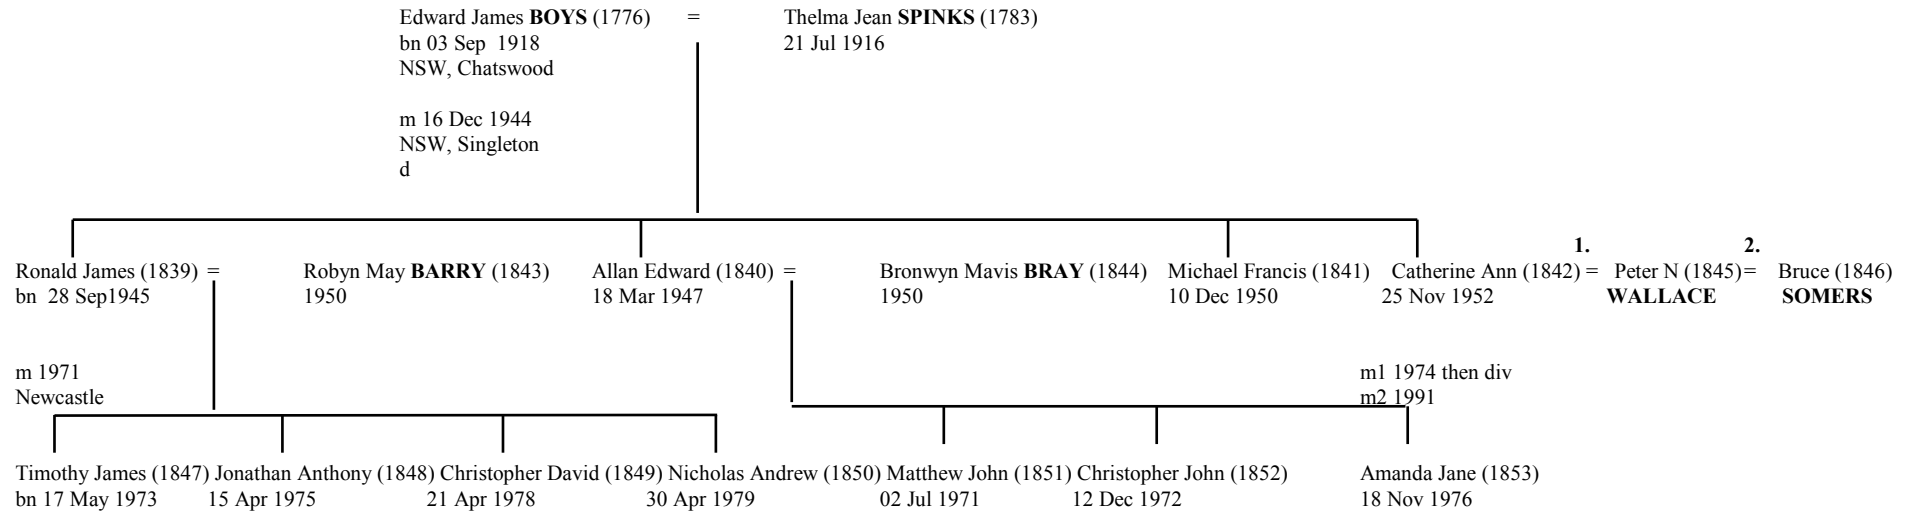 Edward James BOYS (1776) = Thelma Jean SPINKS (1783)
bn 03 Sep 1918 21 Jul 1916
NSW, Chatswood
m 16 Dec 1944
NSW, Singleton
d
1. 2.
Ronald James (1839) = Robyn May BARRY (1843) Allan Edward (1840) = Bronwyn Mavis BRAY (1844) Michael Francis (1841) Catherine Ann (1842) = Peter N (1845) = Bruce (1846)
bn 28 Sep1945 1950 18 Mar 1947 1950 10 Dec 1950 25 Nov 1952 WALLACE SOMERS
m 1971 m1 1974 then div
Newcastle m2 1991
Timothy James (1847) Jonathan Anthony (1848) Christopher David (1849) Nicholas Andrew (1850) Matthew John (1851) Christopher John (1852) Amanda Jane (1853)
bn 17 May 1973 15 Apr 1975 21 Apr 1978 30 Apr 1979 02 Jul 1971 12 Dec 1972 18 Nov 1976